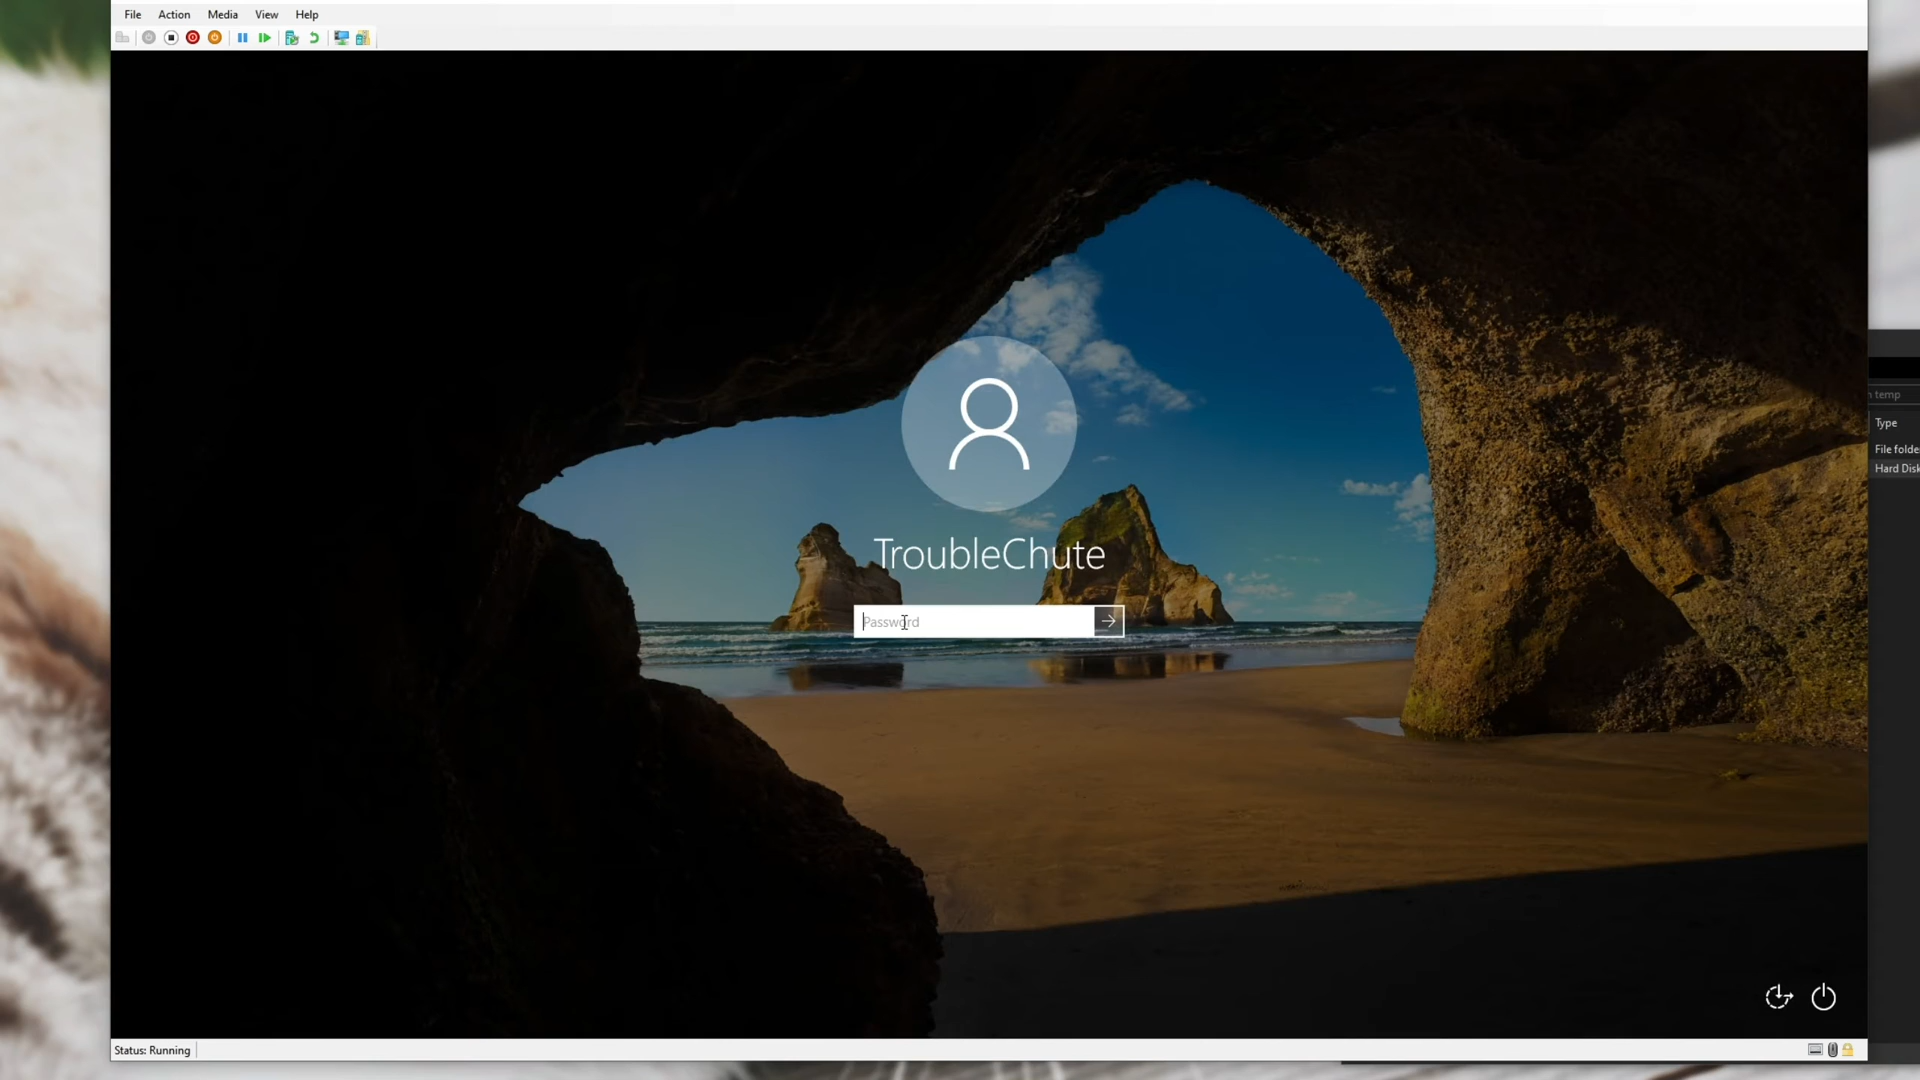 File Action Media View Help
temp
Type
File folde
Hard Disk
TroubleChute
Password
Status: Running